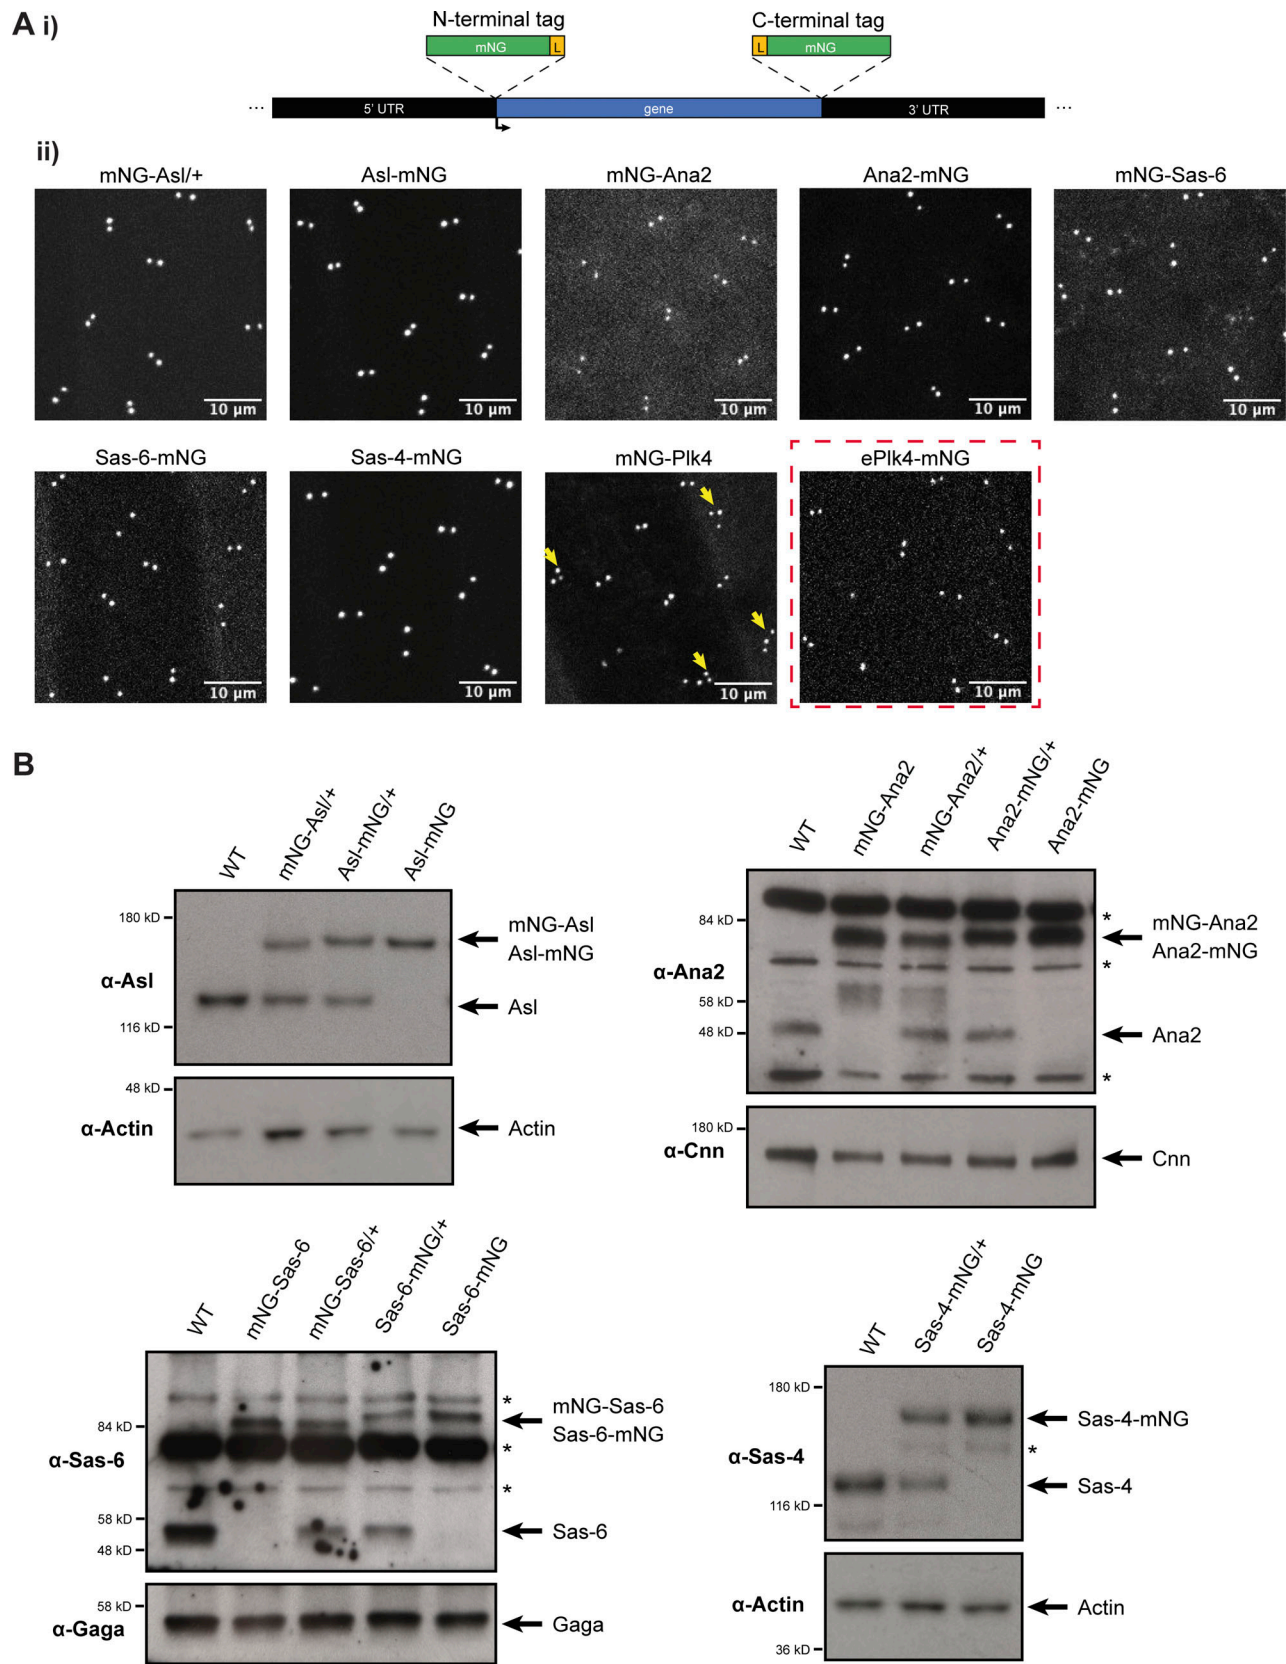 A i)
N-terminal tag
C-terminal tag
mNG L
L mNG
... 5' UTR gene 3' UTR ...
ii)
mNG-Asl/+ Asl-mNG mNG-Ana2 Ana2-mNG mNG-Sas-6
10 µm 10 µm 10 µm 10 µm 10 µm
Sas-6-mNG Sas-4-mNG mNG-Plk4 ePlk4-mNG
10 µm 10 µm 10 µm 10 µm
B
WT mNG-Asl/+ Asl-mNG/+ Asl-mNG
180 kD
mNG-Asl
Asl-mNG
α-Asl
Asl
116 kD
48 kD
α-Actin
Actin
WT mNG-Ana2 mNG-Ana2/+ Ana2-mNG/+ Ana2-mNG
84 kD
*
mNG-Ana2
Ana2-mNG
α-Ana2
*
58 kD
48 kD
Ana2
*
180 kD
α-Cnn
Cnn
WT mNG-Sas-6 mNG-Sas-6/+ Sas-6-mNG/+ Sas-6-mNG
*
mNG-Sas-6
Sas-6-mNG
84 kD
α-Sas-6
*
*
58 kD
Sas-6
48 kD
58 kD
α-Gaga
Gaga
WT Sas-4-mNG/+ Sas-4-mNG
180 kD
Sas-4-mNG
α-Sas-4
*
Sas-4
116 kD
α-Actin
Actin
36 kD